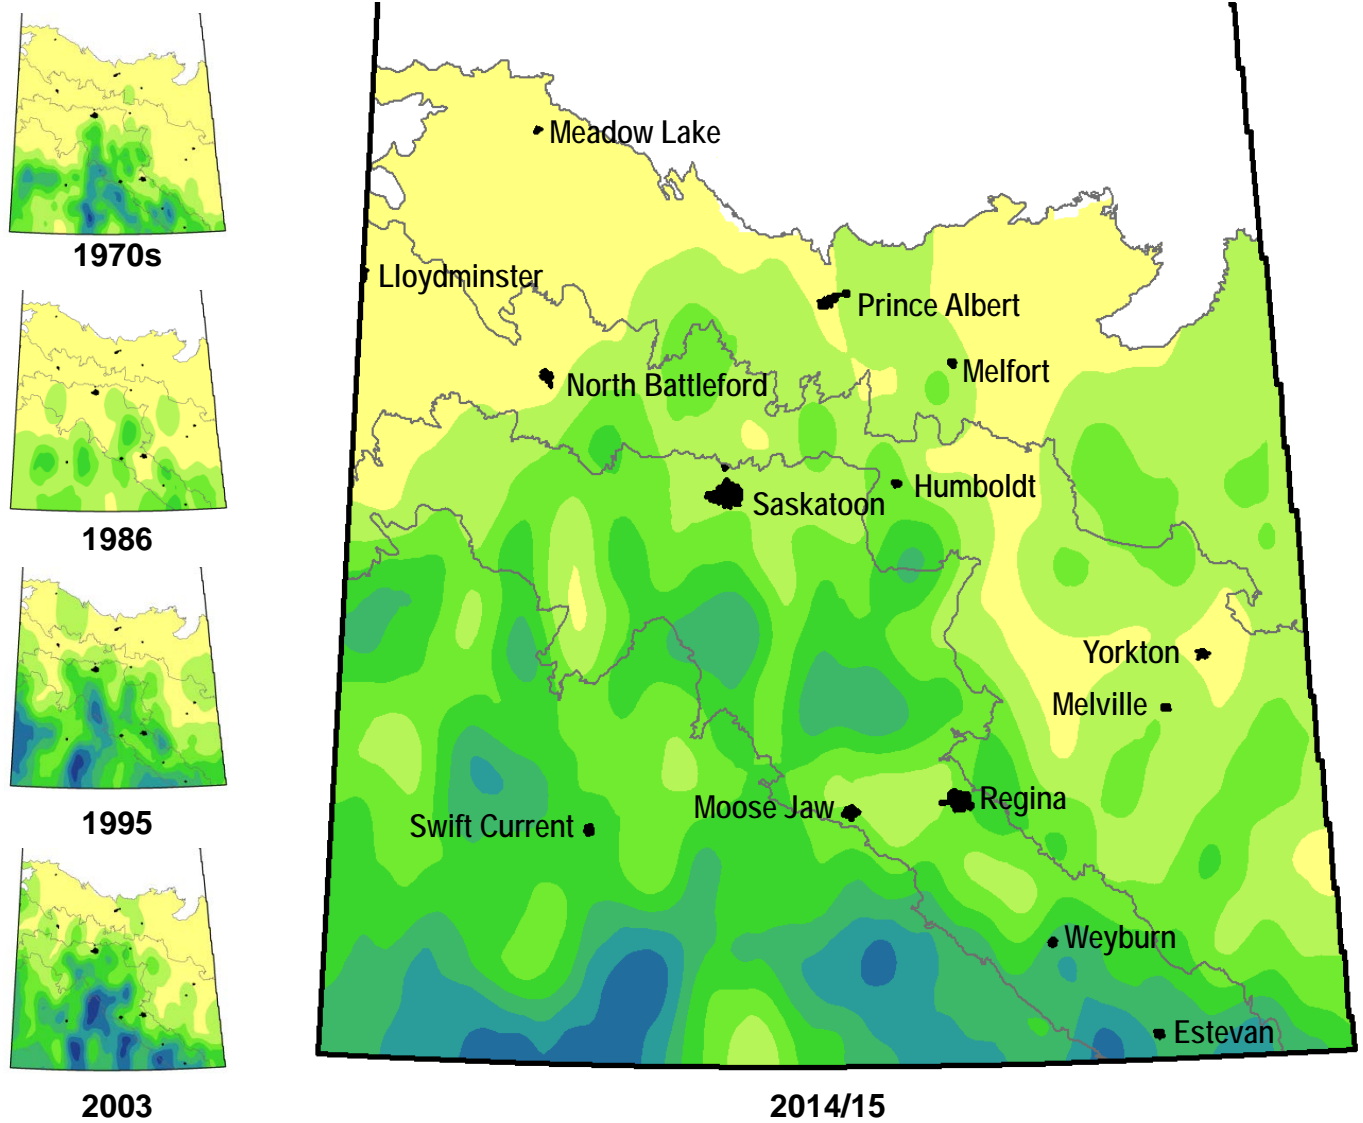 1970s
1986
1995
2003
Meadow Lake
Lloydminster
Prince Albert
North Battleford
Melfort
Saskatoon
Humboldt
Yorkton
Melville
Moose Jaw
Regina
Swift Current
Weyburn
Estevan
2014/15